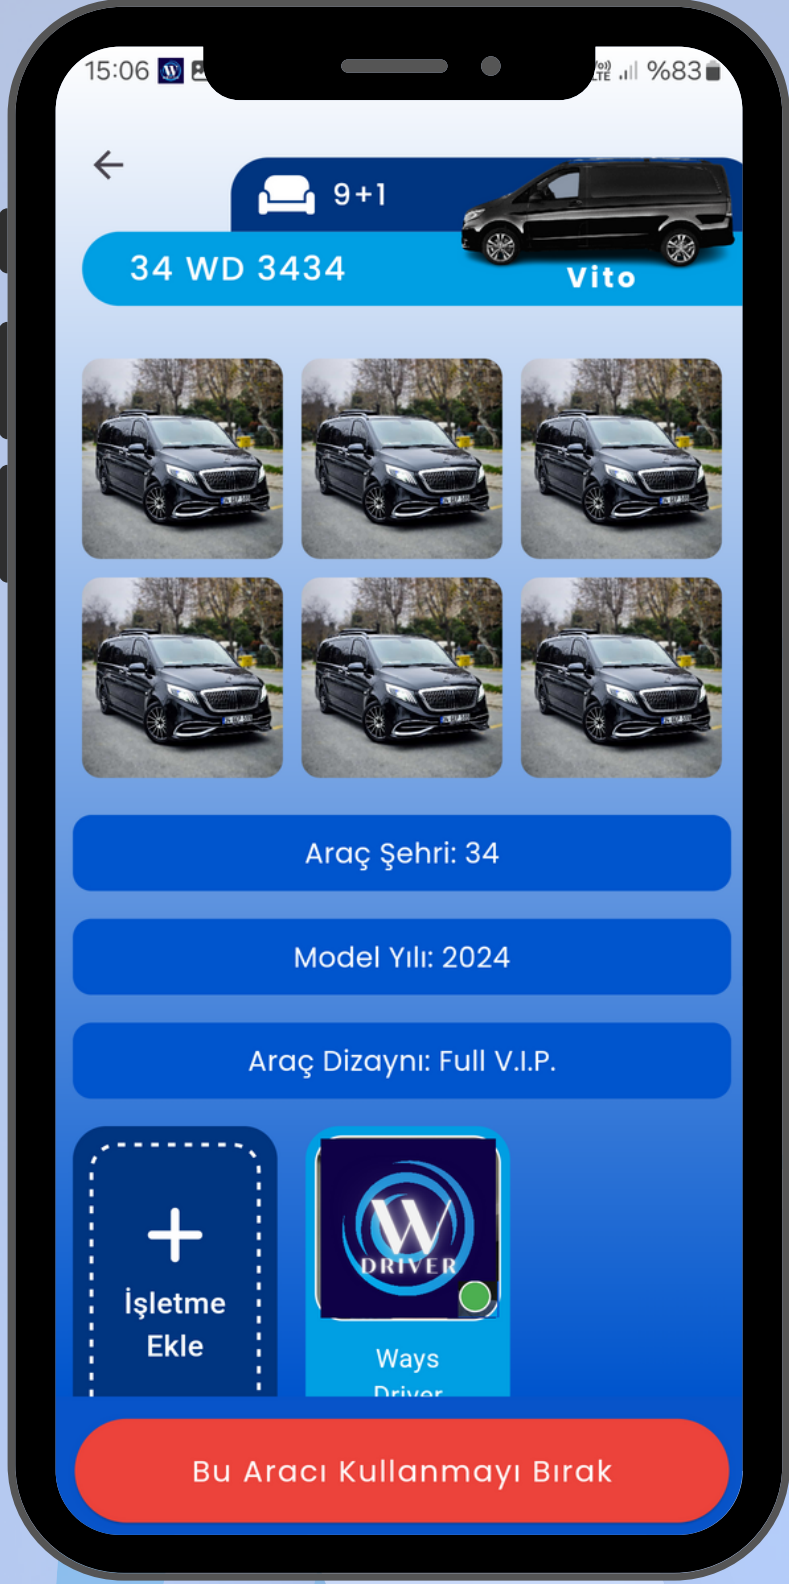 15:06
%83
9+1
34 WD 3434
Vito
Araç Şehri: 34
Model Yılı: 2024
Araç Dizaynı: Full V.I.P.
W
DRIVER
İşletme
Ekle
Ways
Driver
Bu Aracı Kullanmayı Bırak